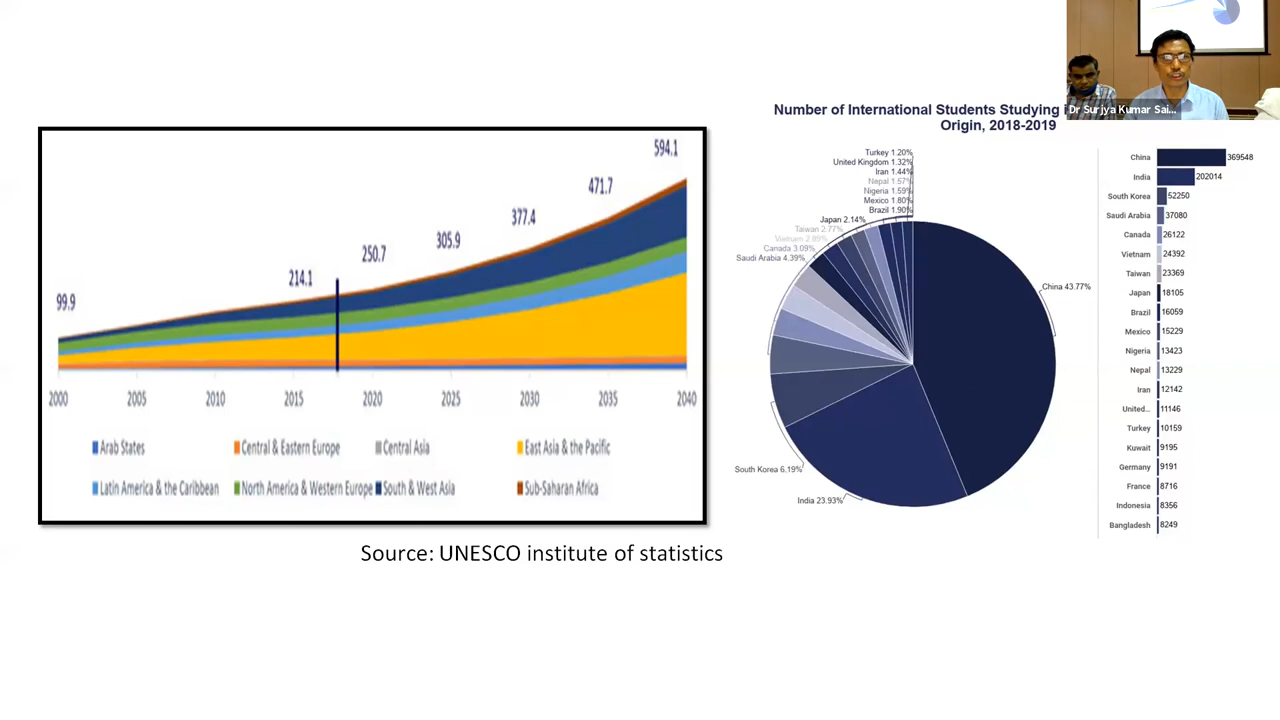 Dr Surjya Kumar Sai...
Number of International Students Studying
Origin, 2018-2019
99.9
214.1
250.7
305.9
377.4
471.7
594.1
2000 2005 2010 2015 2020 2025 2030 2035 2040
Arab States Central & Eastern Europe Central Asia East Asia & the Pacific
Latin America & the Caribbean North America & Western Europe South & West Asia Sub-Saharan Africa
Source: UNESCO institute of statistics
Turkey 1.20%
United Kingdom 1.32%
Iran 1.44%
Nepal 1.57%
Nigeria 1.59%
Mexico 1.80%
Brazil 1.90%
Japan 2.14%
Taiwan 2.77%
Vietnam 2.89%
Canada 3.09%
Saudi Arabia 4.39%
China 43.77%
South Korea 6.19%
India 23.93%
China 369548
India 202014
South Korea 52250
Saudi Arabia 37080
Canada 26122
Vietnam 24392
Taiwan 23369
Japan 18105
Brazil 16059
Mexico 15229
Nigeria 13423
Nepal 13229
Iran 12142
United... 11146
Turkey 10159
Kuwait 9195
Germany 9191
France 8716
Indonesia 8356
Bangladesh 8249